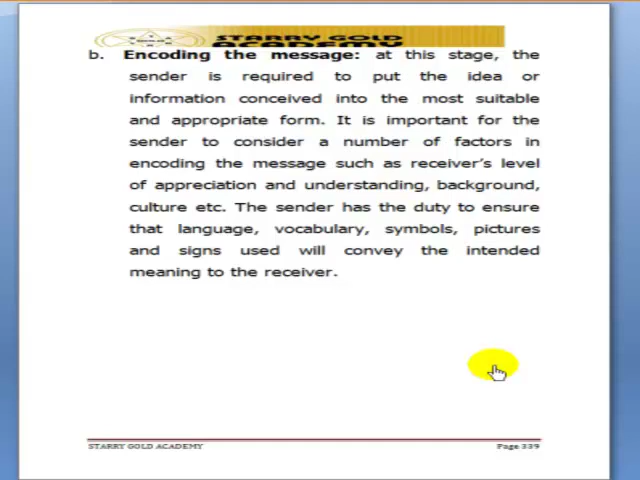 STARRY GOLD
ACADEMY
b. Encoding the message: at this stage, the
sender is required to put the idea or
information conceived into the most suitable
and appropriate form. It is important for the
sender to consider a number of factors in
encoding the message such as receiver's level
of appreciation and understanding, background,
culture etc. The sender has the duty to ensure
that language, vocabulary, symbols, pictures
and signs used will convey the intended
meaning to the receiver.
STARRY GOLD ACADEMY Page 339